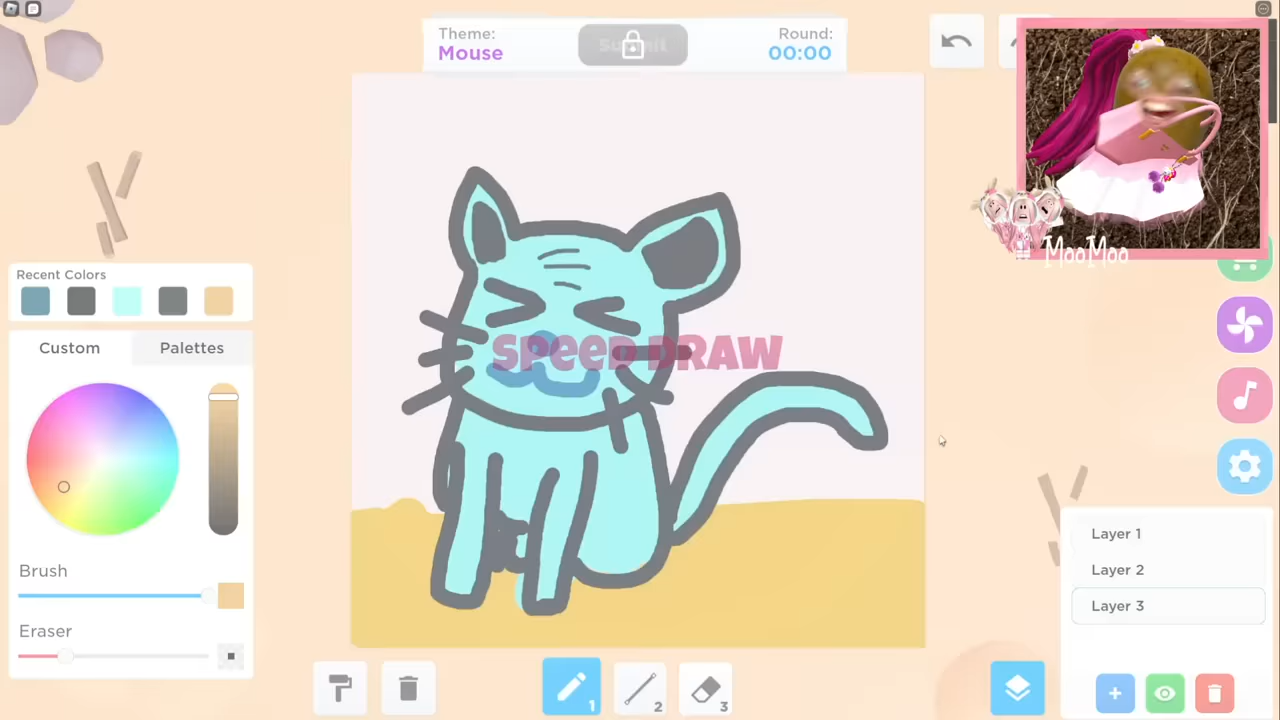 Theme:
Mouse
Submit
Round:
00:00
MooMoo
Recent Colors
Custom
Palettes
SPEED DRAW
Brush
Eraser
Layer 1
Layer 2
Layer 3
1
2
3